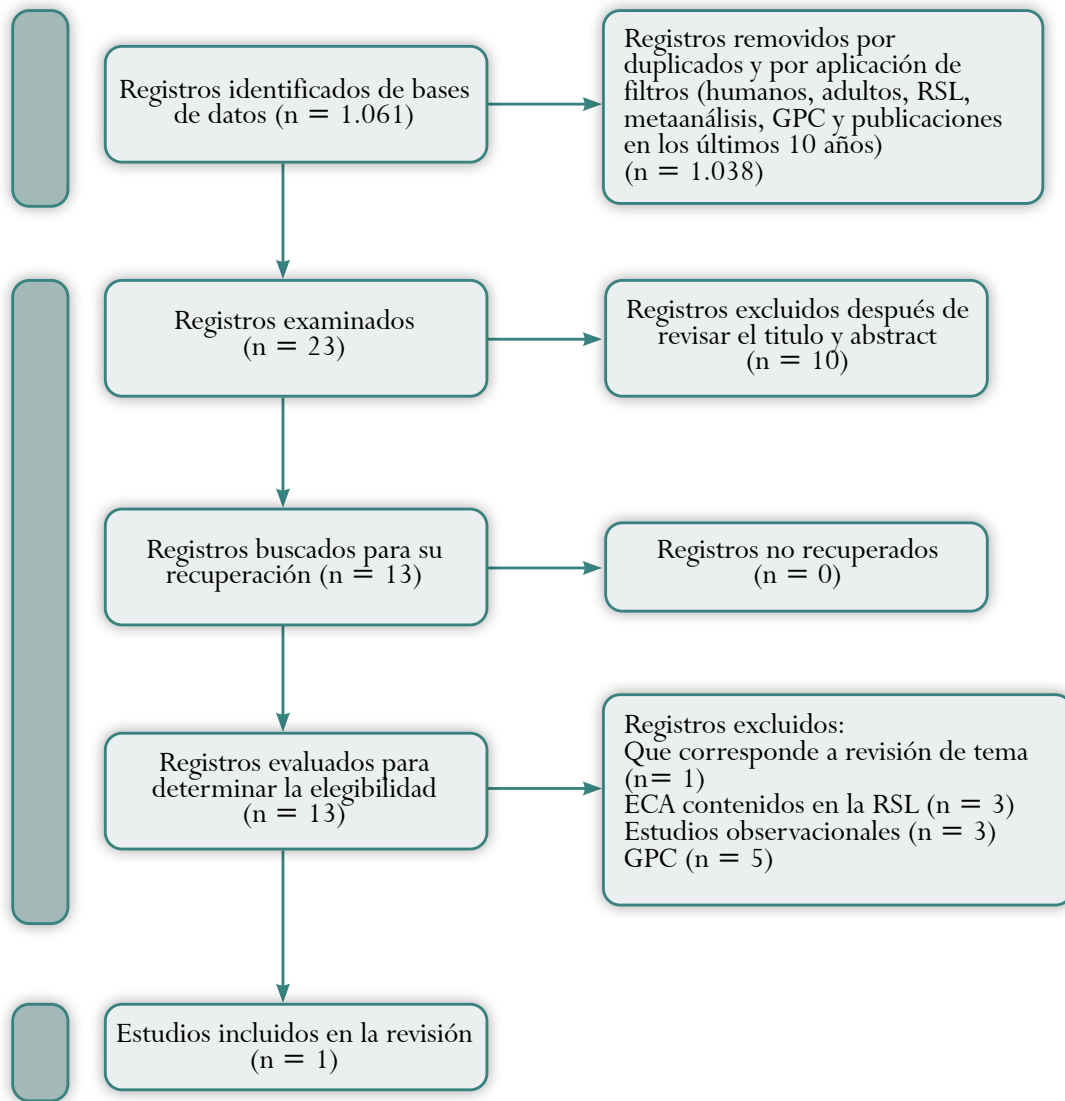 Registros identificados de bases
de datos (n = 1.061)
Registros removidos por
duplicados y por aplicación de
filtros (humanos, adultos, RSL,
metaanálisis, GPC y publicaciones
en los últimos 10 años)
(n = 1.038)
Registros examinados
(n = 23)
Registros excluidos después de
revisar el titulo y abstract
(n = 10)
Registros buscados para su
recuperación (n = 13)
Registros no recuperados
(n = 0)
Registros evaluados para
determinar la elegibilidad
(n = 13)
Registros excluidos:
Que corresponde a revisión de tema
(n= 1)
ECA contenidos en la RSL (n = 3)
Estudios observacionales (n = 3)
GPC (n = 5)
Estudios incluidos en la revisión
(n = 1)